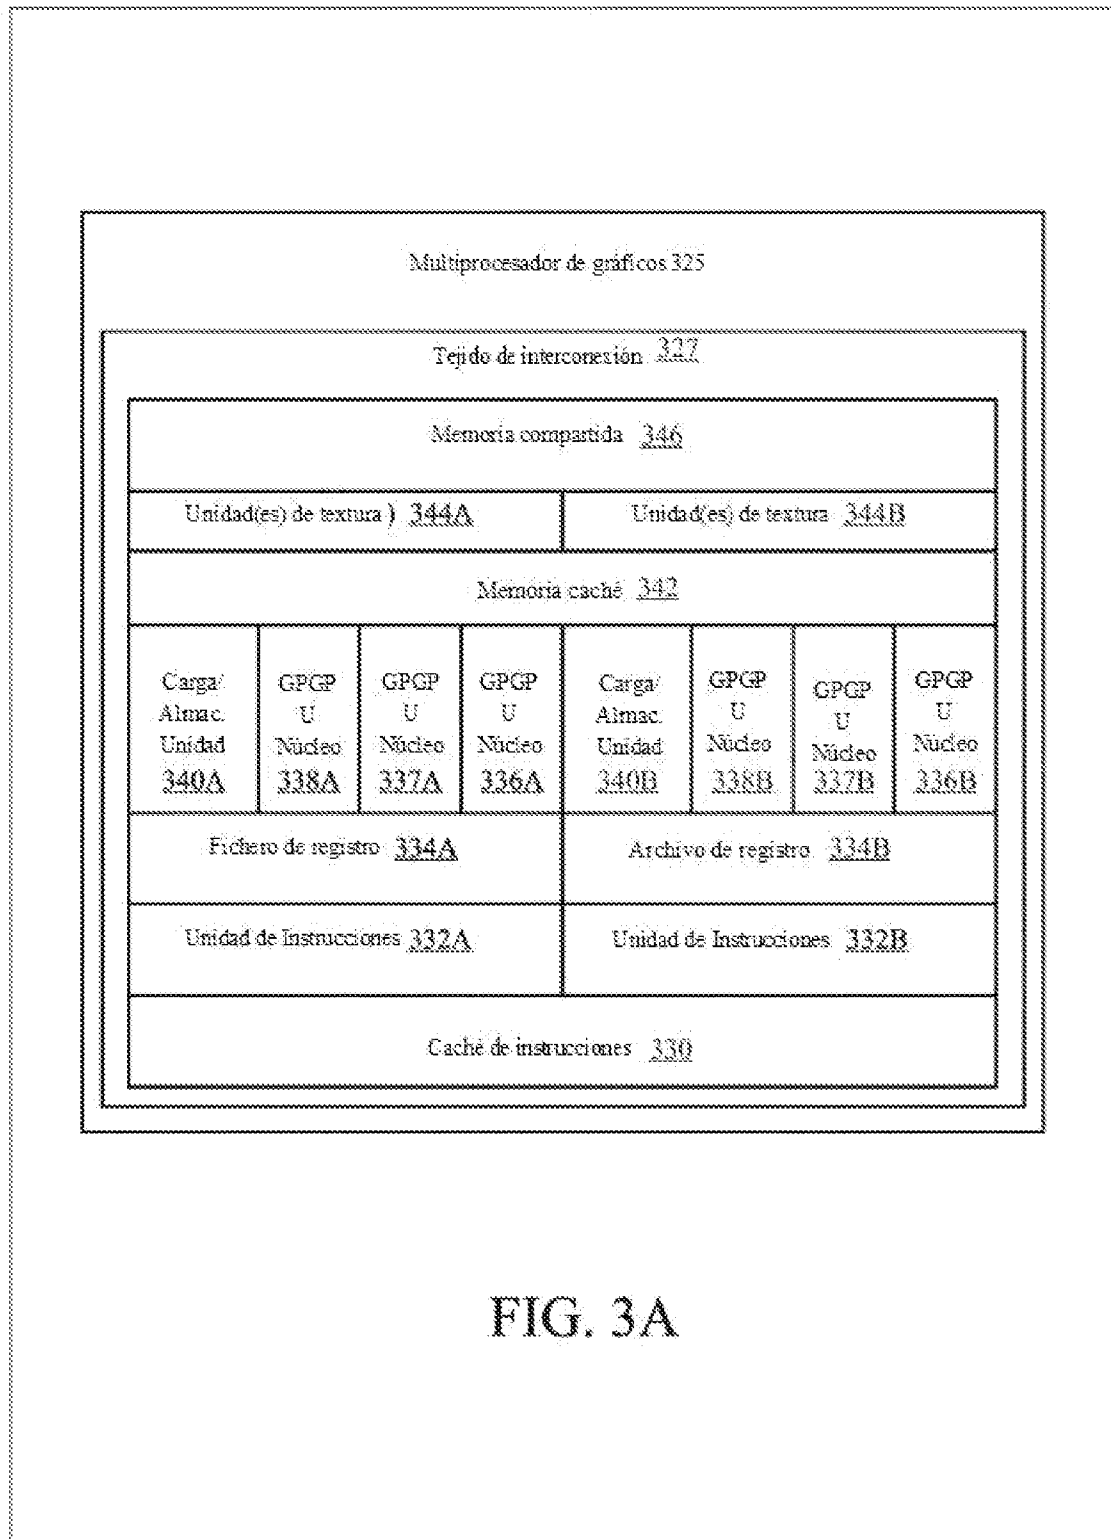 Multiprocesador de gráficos 325
Tejido de interconexión 327
Memoria compartida 346
Unidad(es) de textura ) 344A
Unidad(es) de textura 344B
Memoria caché 342
Carga/
Almac.
Unidad
340A
GPGP
U
Núcleo
338A
GPGP
U
Núcleo
337A
GPGP
U
Núcleo
336A
Carga/
Almac.
Unidad
340B
GPGP
U
Núcleo
338B
GPGP
U
Núcleo
337B
GPGP
U
Núcleo
336B
Fichero de registro 334A
Archivo de registro 334B
Unidad de Instrucciones 332A
Unidad de Instrucciones 332B
Caché de instrucciones 330
FIG. 3A